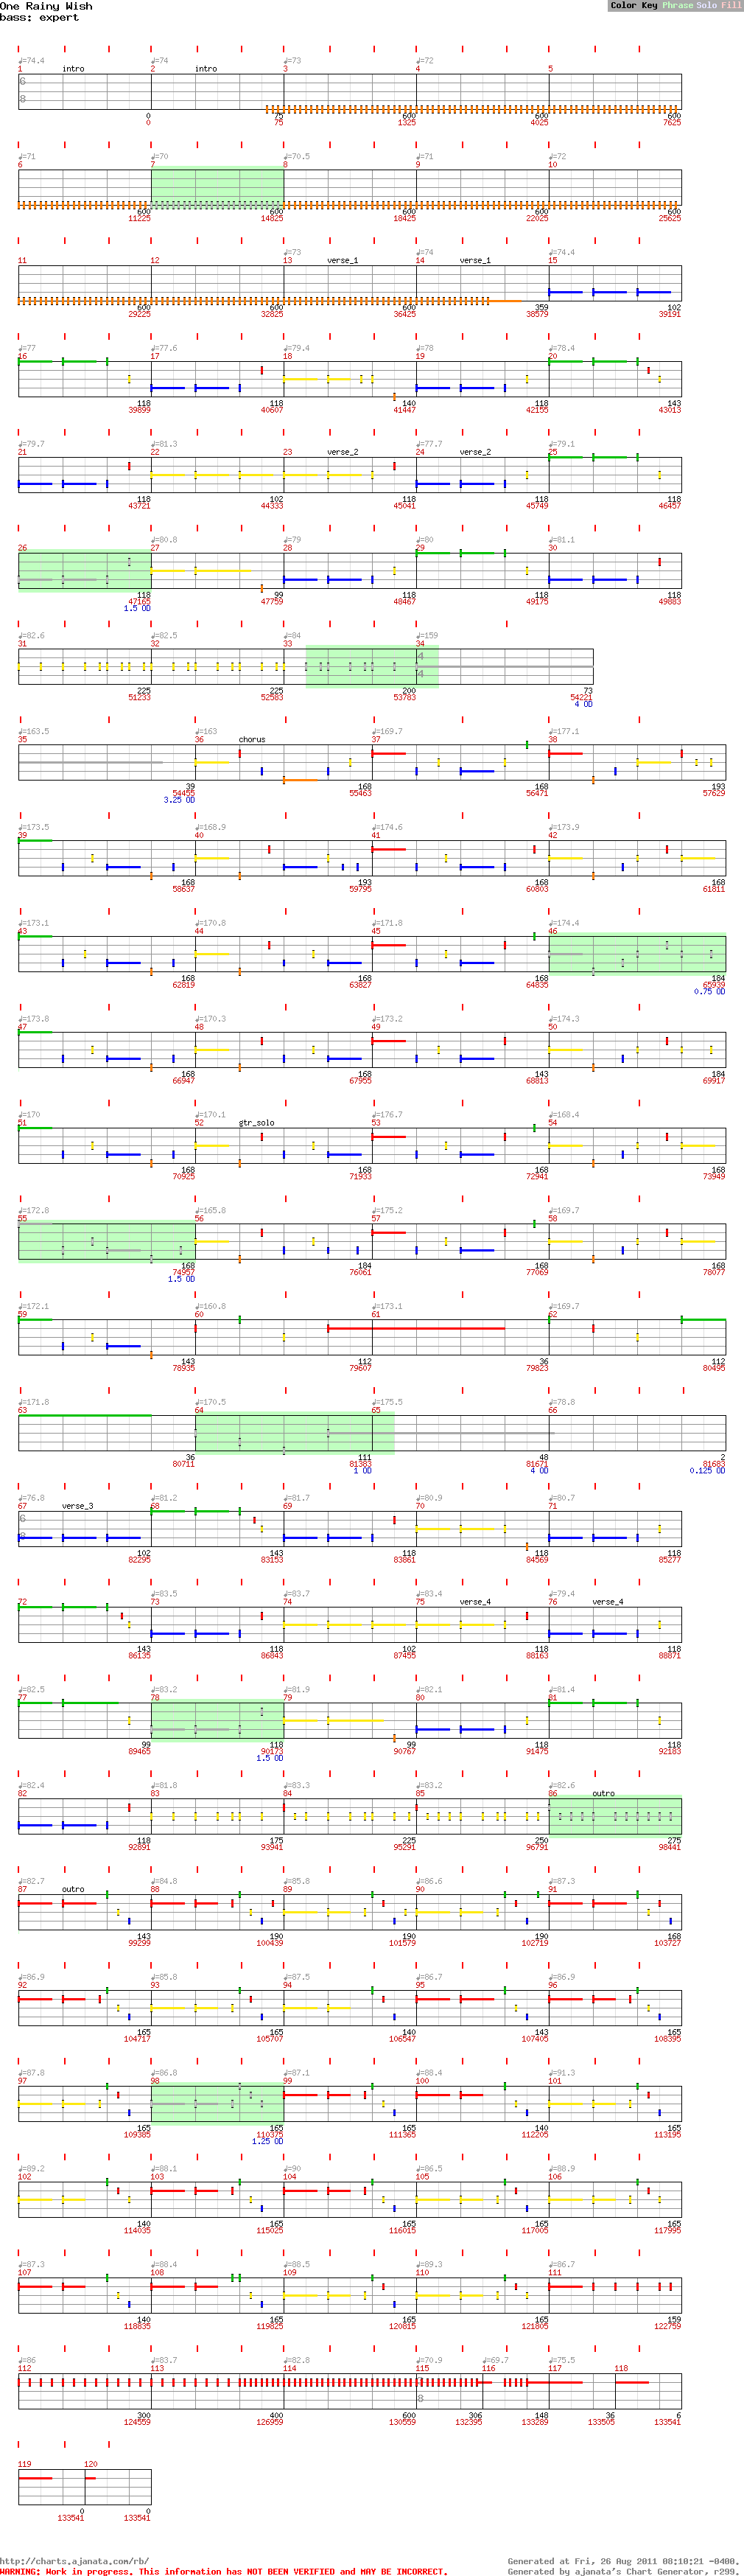 One Rainy Wish
bass: expert
Color Key Phrase Solo Fill
♩=74.4 ♩=74 ♩=73 ♩=72
1 intro 2 intro 3 4 5
6
8
0 75 600 600
0 75 1325 4025 7625
♩=71 ♩=70 ♩=70.5 ♩=71 ♩=72
6 7 8 9 10
600 600 600 600 600
11225 14825 18425 22025 25625
♩=73 ♩=74 ♩=74.4
11 12 13 verse_1 14 verse_1 15
600 600 600 359 102
29225 32825 36425 38579 39191
♩=77 ♩=77.6 ♩=79.4 ♩=78 ♩=78.4
16 17 18 19 20
118 118 140 118 143
39899 40607 41447 42155 43013
♩=79.7 ♩=81.3 ♩=77.7 ♩=79.1
21 22 23 verse_2 24 verse_2 25
118 102 118 118 118
43721 44333 45041 45749 46457
♩=80.8 ♩=79 ♩=80 ♩=81.1
26 27 28 29 30
118 99 118 118 118
47165 47759 48467 49175 49883
1.5 OD
♩=82.6 ♩=82.5 ♩=84 ♩=159
31 32 33 34
4
4
225 225 200 73
51233 52583 53783 54221
4 OD
♩=163.5 ♩=163 ♩=169.7 ♩=177.1
35 36 chorus 37 38
39 168 168 193
54455 55463 56471 57629
3.25 OD
♩=173.5 ♩=168.9 ♩=174.6 ♩=173.9
39 40 41 42
168 193 168 168
58637 59795 60803 61811
♩=173.1 ♩=170.8 ♩=171.8 ♩=174.4
43 44 45 46
168 168 168 184
62819 63827 64835 65939
0.75 OD
♩=173.8 ♩=170.3 ♩=173.2 ♩=174.3
47 48 49 50
168 168 143 184
66947 67955 68813 69917
♩=170 ♩=170.1 ♩=176.7 ♩=168.4
51 52 gtr_solo 53 54
168 168 168 168
70925 71933 72941 73949
♩=172.8 ♩=165.8 ♩=175.2 ♩=169.7
55 56 57 58
168 184 168 168
74957 76061 77069 78077
1.5 OD
♩=172.1 ♩=160.8 ♩=173.1 ♩=169.7
59 60 61 62
143 112 36 112
78935 79607 79823 80495
♩=171.8 ♩=170.5 ♩=175.5 ♩=78.8
63 64 65 66
36 111 48 2
80711 81383 81671 81683
1 OD 4 OD 0.125 OD
♩=76.8 ♩=81.2 ♩=81.7 ♩=80.9 ♩=80.7
67 verse_3 68 69 70 71
6
8
102 143 118 118 118
82295 83153 83861 84569 85277
♩=83.5 ♩=83.7 ♩=83.4 ♩=79.4
72 73 74 75 verse_4 76 verse_4
143 118 102 118 118
86135 86843 87455 88163 88871
♩=82.5 ♩=83.2 ♩=81.9 ♩=82.1 ♩=81.4
77 78 79 80 81
99 118 99 118 118
89465 90173 90767 91475 92183
1.5 OD
♩=82.4 ♩=81.8 ♩=83.3 ♩=83.2 ♩=82.6
82 83 84 85 86 outro
118 175 225 250 275
92891 93941 95291 96791 98441
♩=82.7 ♩=84.8 ♩=85.8 ♩=86.6 ♩=87.3
87 outro 88 89 90 91
143 190 190 190 168
99299 100439 101579 102719 103727
♩=86.9 ♩=85.8 ♩=87.5 ♩=86.7 ♩=86.9
92 93 94 95 96
165 165 140 143 165
104717 105707 106547 107405 108395
♩=87.8 ♩=86.8 ♩=87.1 ♩=88.4 ♩=91.3
97 98 99 100 101
165 165 165 140 165
109385 110375 111365 112205 113195
1.25 OD
♩=89.2 ♩=88.1 ♩=90 ♩=86.5 ♩=88.9
102 103 104 105 106
140 165 165 165 165
114035 115025 116015 117005 117995
♩=87.3 ♩=88.4 ♩=88.5 ♩=89.3 ♩=86.7
107 108 109 110 111
140 165 165 165 159
118835 119825 120815 121805 122759
♩=86 ♩=83.7 ♩=82.8 ♩=70.9 ♩=69.7 ♩=75.5
112 113 114 115 116 117 118
8
300 400 600 306 148 36 6
124559 126959 130559 132395 133289 133505 133541
119 120
0 0
133541 133541
http://charts.ajanata.com/rb/ Generated at Fri, 26 Aug 2011 08:10:21 -0400.
WARNING: Work in progress. This information has NOT BEEN VERIFIED and MAY BE INCORRECT. Generated by ajanata's Chart Generator, r299.